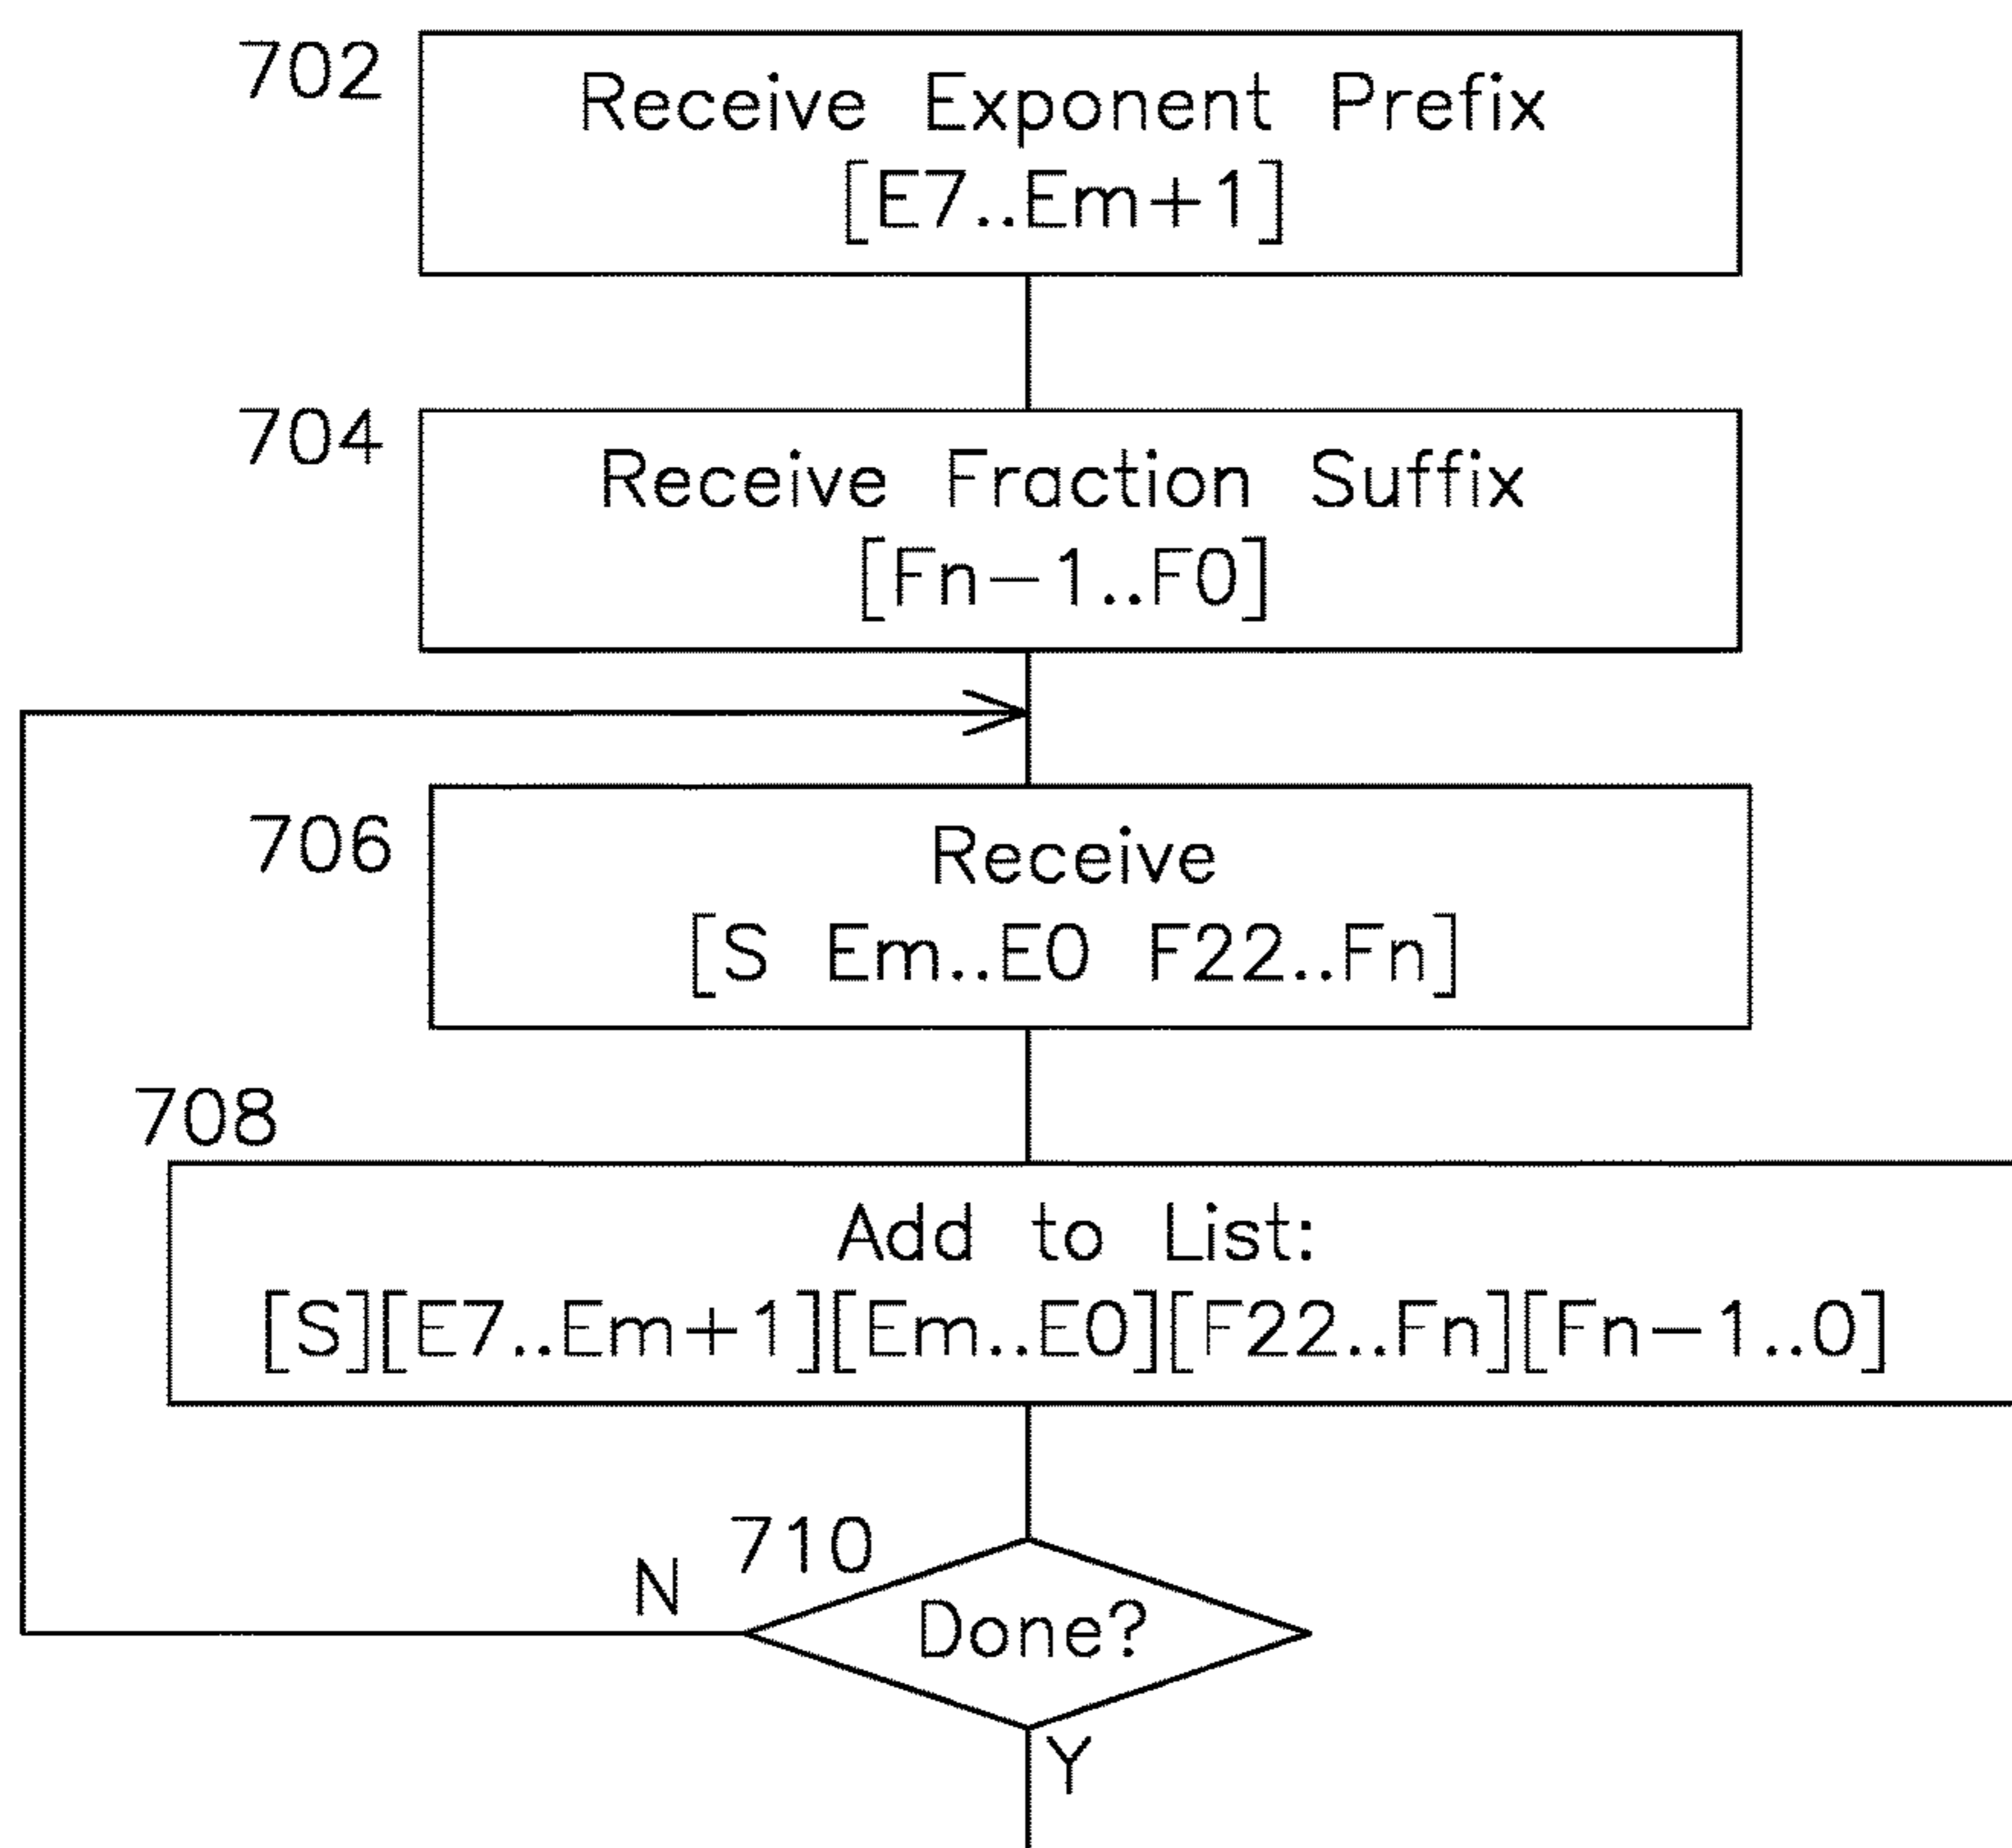 702
Receive Exponent Prefix
[E7..Em+1]
704
Receive Fraction Suffix
[Fn-1..F0]
706
Receive
[S Em..E0 F22..Fn]
708
Add to List:
[S][E7..Em+1][Em..E0][F22..Fn][Fn-1..0]
710
N
Done?
Y